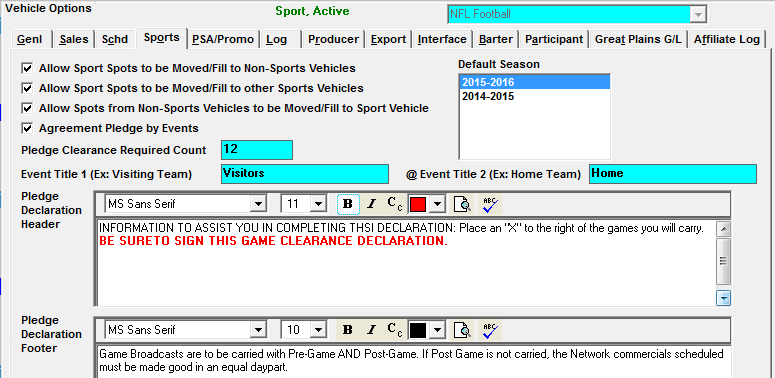 Vehicle Options
Sport, Active
NFL Football
Genl Sales Schd Sports PSA/Promo Log Producer Export Interface Barter Participant Great Plains G/L Affiliate Log
Allow Sport Spots to be Moved/Fill to Non-Sports Vehicles
Allow Sport Spots to be Moved/Fill to other Sports Vehicles
Allow Spots from Non-Sports Vehicles to be Moved/Fill to Sport Vehicle
Agreement Pledge by Events
Default Season
2015-2016
2014-2015
Pledge Clearance Required Count 12
Event Title 1 (Ex: Visiting Team) Visitors @ Event Title 2 (Ex: Home Team) Home
Pledge
Declaration
Header
MS Sans Serif 11 B I Cc ABC
INFORMATION TO ASSIST YOU IN COMPLETING THSI DECLARATION: Place an "X" to the right of the games you will carry.
BE SURETO SIGN THIS GAME CLEARANCE DECLARATION.
Pledge
Declaration
Footer
MS Sans Serif 10 B I Cc ABC
Game Broadcasts are to be carried with Pre-Game AND Post-Game. If Post Game is not carried, the Network commercials scheduled
must be made good in an equal daypart.